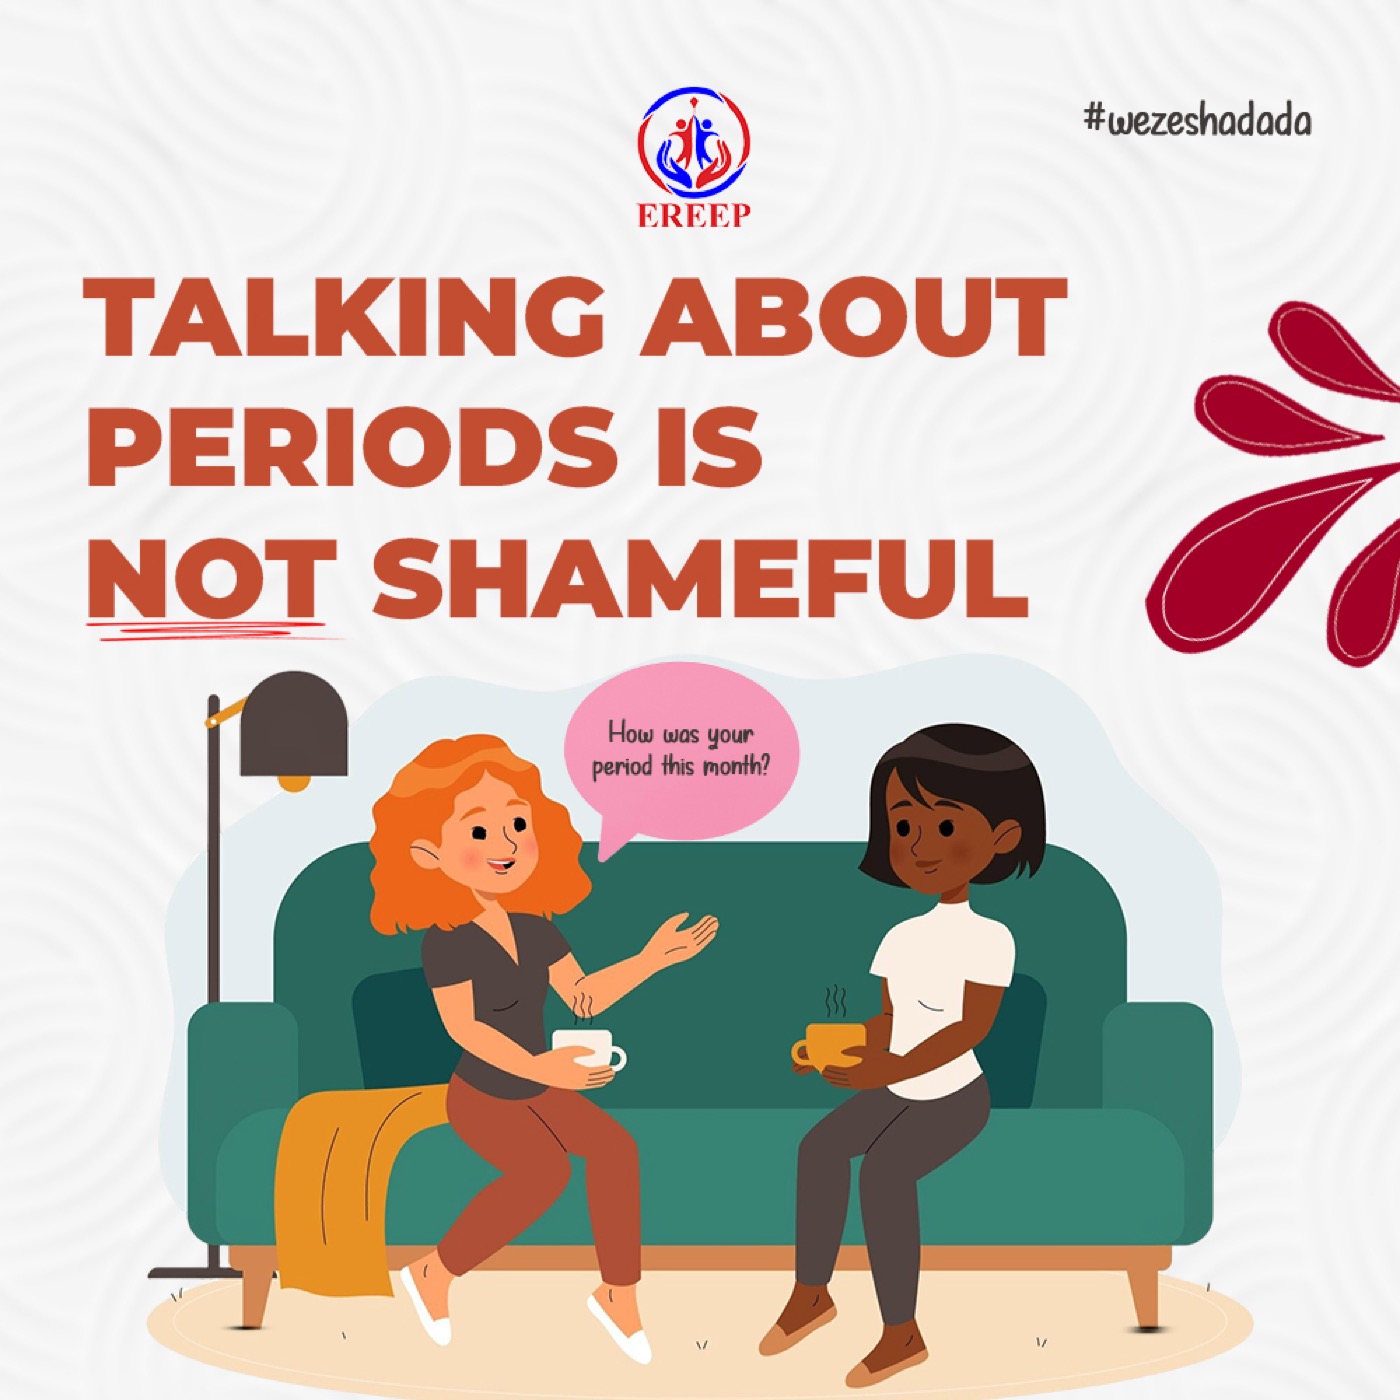 #wezeshadada
EREEP
TALKING ABOUT
PERIODS IS
NOT SHAMEFUL
How was your
period this month?